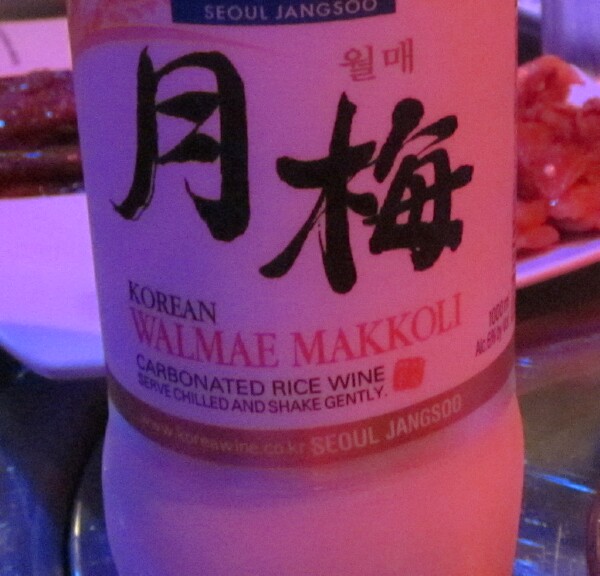 SEOUL JANGSOO
월매
月梅
KOREAN
WALMAE MAKKOLI
1000㎖
CARBONATED RICE WINE
SERVE CHILLED AND SHAKE GENTLY.
www.koreawine.co.kr SEOUL JANGSOO